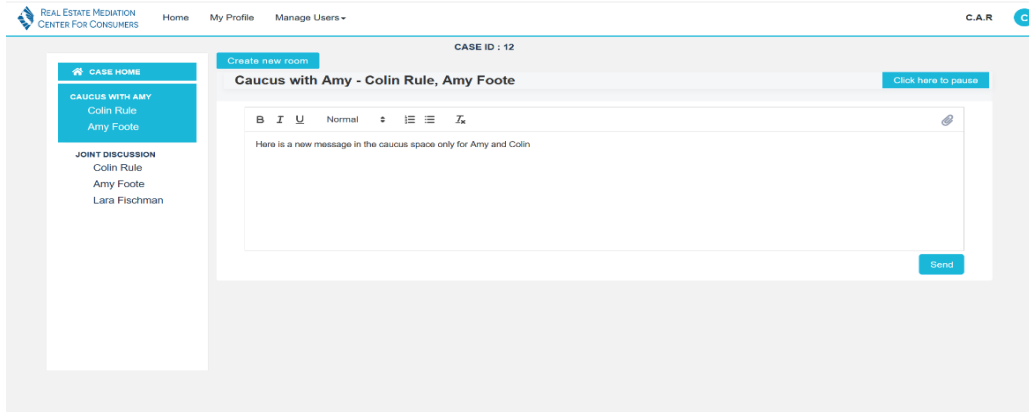 REAL ESTATE MEDIATION
CENTER FOR CONSUMERS
Home My Profile Manage Users
C.A.R
C
CASE ID : 12
CASE HOME
CAUCUS WITH AMY
Colin Rule
Amy Foote
JOINT DISCUSSION
Colin Rule
Amy Foote
Lara Fischman
Create new room
Caucus with Amy - Colin Rule, Amy Foote
Click here to pause
B I U Normal
Here is a new message in the caucus space only for Amy and Colin
Send